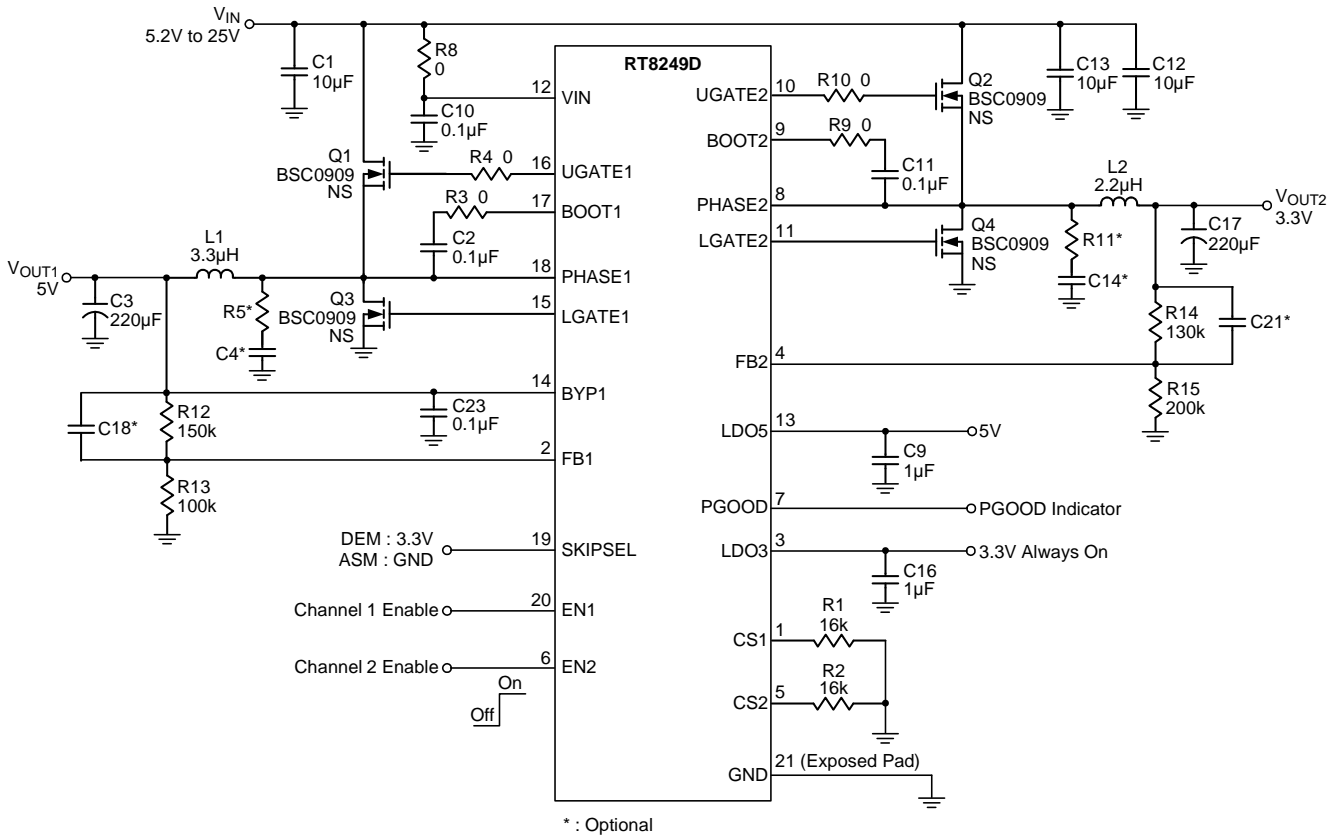 VIN
5.2V to 25V
C1
10µF
R8
0
RT8249D
12
VIN
C10
0.1µF
Q1
BSC0909
NS
R4 0
16
UGATE1
R3 0
17
BOOT1
C2
0.1µF
L1
3.3µH
18
PHASE1
VOUT1
5V
C3
220µF
R5*
C4*
Q3
BSC0909
NS
15
LGATE1
14
BYP1
C18*
R12
150k
C23
0.1µF
2
FB1
R13
100k
DEM : 3.3V
ASM : GND
19
SKIPSEL
Channel 1 Enable
20
EN1
Channel 2 Enable
6
EN2
On
Off
UGATE2
10
R10 0
Q2
BSC0909
NS
C13
10µF
C12
10µF
BOOT2
9
R9 0
C11
0.1µF
PHASE2
8
L2
2.2µH
VOUT2
3.3V
C17
220µF
LGATE2
11
Q4
BSC0909
NS
R11*
C14*
R14
130k
C21*
FB2
4
R15
200k
LDO5
13
5V
C9
1µF
PGOOD
7
PGOOD Indicator
LDO3
3
3.3V Always On
C16
1µF
CS1
1
R1
16k
CS2
5
R2
16k
GND
21 (Exposed Pad)
* : Optional